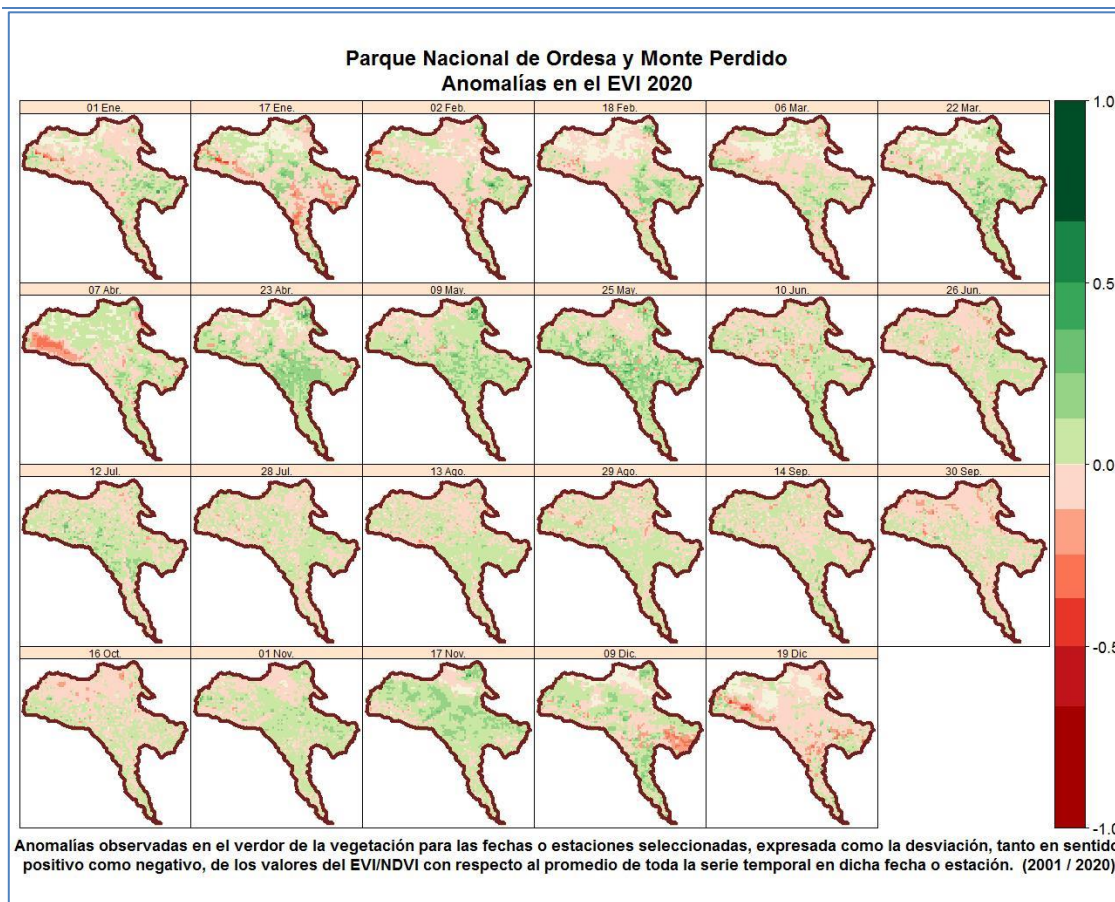 Parque Nacional de Ordesa y Monte Perdido
Anomalías en el EVI 2020
01 Ene.
17 Ene.
02 Feb.
18 Feb.
06 Mar.
22 Mar.
1.0
0.5
0.0
-0.5
-1.0
07 Abr.
23 Abr.
09 May.
25 May.
10 Jun.
26 Jun.
12 Jul.
28 Jul.
13 Ago.
29 Ago.
14 Sep.
30 Sep.
16 Oct.
01 Nov.
17 Nov.
09 Dic.
19 Dic
Anomalías observadas en el verdor de la vegetación para las fechas o estaciones seleccionadas, expresada como la desviación, tanto en sentido
positivo como negativo, de los valores del EVI/NDVI con respecto al promedio de toda la serie temporal en dicha fecha o estación. (2001 / 2020)